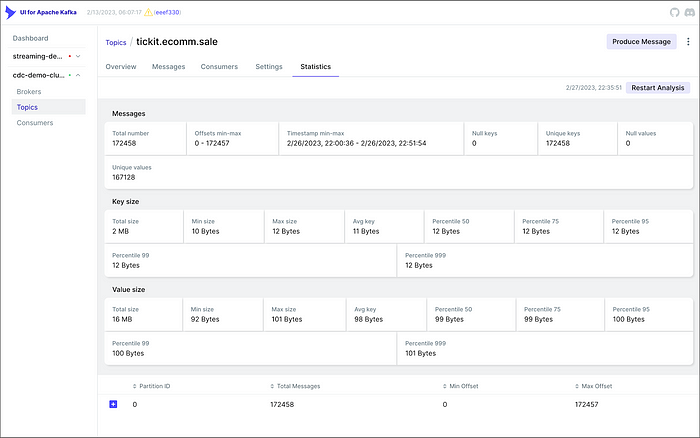 UI for Apache Kafka 2/13/2023, 06:07:17 (eeef330)
Dashboard
streaming-de...
cdc-demo-clu...
Brokers
Topics
Consumers
Topics / tickit.ecomm.sale
Produce Message
Overview Messages Consumers Settings Statistics
2/27/2023, 22:35:51 Restart Analysis
Messages
Total number Offsets min-max Timestamp min-max Null keys Unique keys Null values
172458 0 - 172457 2/26/2023, 22:00:36 - 2/26/2023, 22:51:54 0 172458 0
Unique values
167128
Key size
Total size Min size Max size Avg key Percentile 50 Percentile 75 Percentile 95
2 MB 10 Bytes 12 Bytes 11 Bytes 12 Bytes 12 Bytes 12 Bytes
Percentile 99 Percentile 999
12 Bytes 12 Bytes
Value size
Total size Min size Max size Avg key Percentile 50 Percentile 75 Percentile 95
16 MB 92 Bytes 101 Bytes 98 Bytes 99 Bytes 99 Bytes 100 Bytes
Percentile 99 Percentile 999
100 Bytes 101 Bytes
Partition ID Total Messages Min Offset Max Offset
0 172458 0 172457